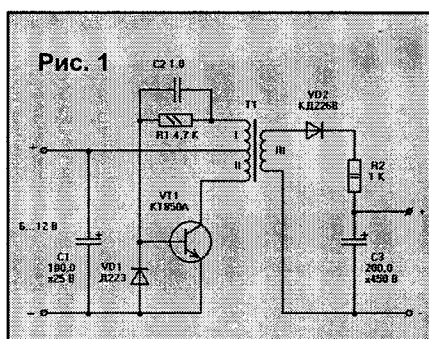 Рис. 1
C2 1.0
R1 4,7 K
I
II
T1
III
VD2
КД226В
R2
1 K
+
+
VT1
КТ850А
6...12 В
C1
100,0
x25 В
VD1
Д223
C3
200,0
x450 В
-
-